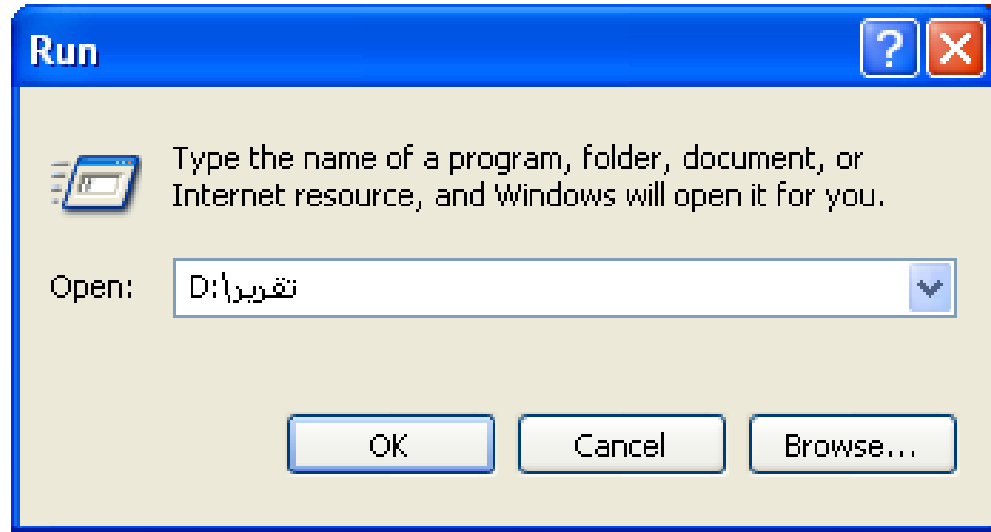 Run
Type the name of a program, folder, document, or
Internet resource, and Windows will open it for you.
Open:
D:\تقرير
OK
Cancel
Browse...